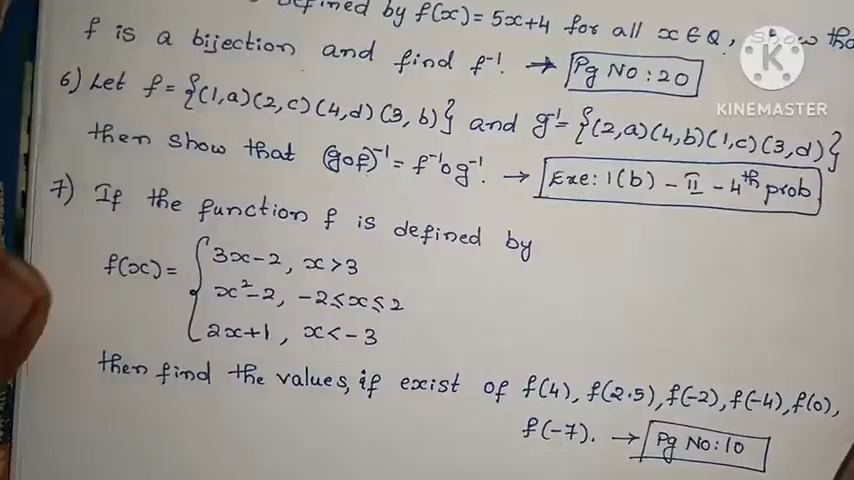 defined by f(x) = 5x+4 for all x ∈ Q, show tha
f is a bijection and find f⁻¹. → Pg No: 20
KINEMASTER
6) Let f = {(1,a)(2,c)(4,d)(3,b)} and g⁻¹ = {(2,a)(4,b)(1,c)(3,d)}
then show that (gof)⁻¹ = f⁻¹og⁻¹. → Exe: 1(b) - II - 4th prob
7) If the function f is defined by
f(x) = { 3x-2, x>3
x²-2, -2≤x≤2
2x+1, x<-3
then find the values, if exist of f(4), f(2.5), f(-2), f(-4), f(0),
f(-7). → Pg No: 10